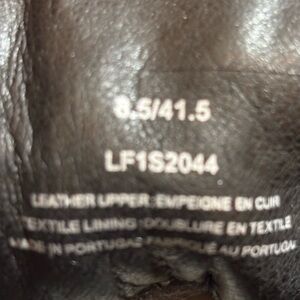 8.5/41.5
LF1S2044
LEATHER UPPER:EMPEIGNE EN CUIR
TEXTILE LINING:DOUBLURE EN TEXTILE
MADE IN PORTUGAL/FABRIQUÉ AU PORTUGAL